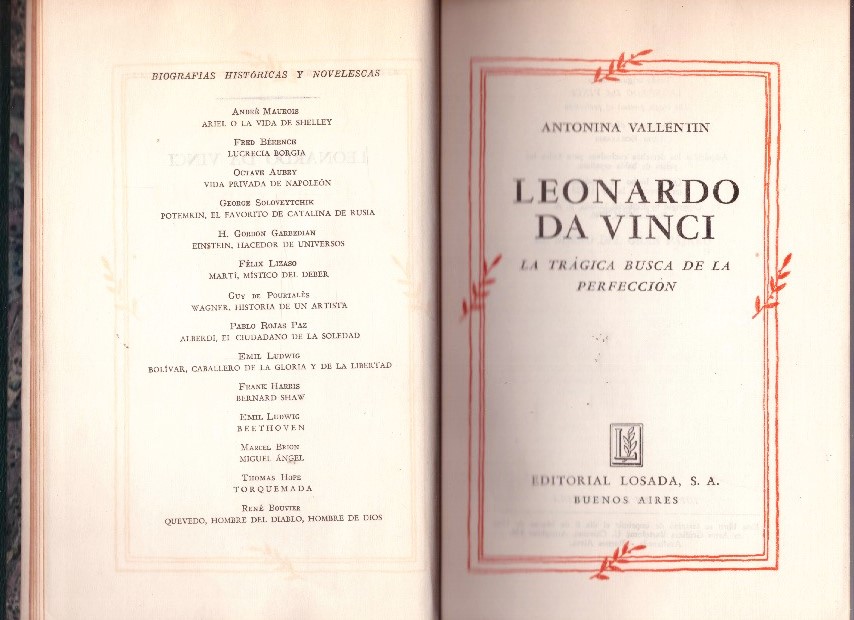 BIOGRAFIAS HISTÓRICAS Y NOVELESCAS
ANDRÉ MAUROIS
ARIEL O LA VIDA DE SHELLEY
FRED BÉRENCE
LUCRECIA BORGIA
OCTAVE AUBRY
VIDA PRIVADA DE NAPOLEÓN
GEORGE SOLOVEYTCHIK
POTEMKIN, EL FAVORITO DE CATALINA DE RUSIA
H. GORDON GARBEDIAN
EINSTEIN, HACEDOR DE UNIVERSOS
FÉLIX LIZASO
MARTÍ, MÍSTICO DEL DEBER
GUY DE POURTALÈS
WAGNER, HISTORIA DE UN ARTISTA
PABLO ROJAS PAZ
ALBERDI, EL CIUDADANO DE LA SOLEDAD
EMIL LUDWIG
BOLÍVAR, CABALLERO DE LA GLORIA Y DE LA LIBERTAD
FRANK HARRIS
BERNARD SHAW
EMIL LUDWIG
BEETHOVEN
MARCEL BRION
MIGUEL ÁNGEL
THOMAS HOPE
TORQUEMADA
RENÉ BOUVIER
QUEVEDO, HOMBRE DEL DIABLO, HOMBRE DE DIOS
ANTONINA VALLENTIN
LEONARDO
DA VINCI
LA TRÁGICA BUSCA DE LA
PERFECCIÓN
L
EDITORIAL LOSADA, S. A.
BUENOS AIRES